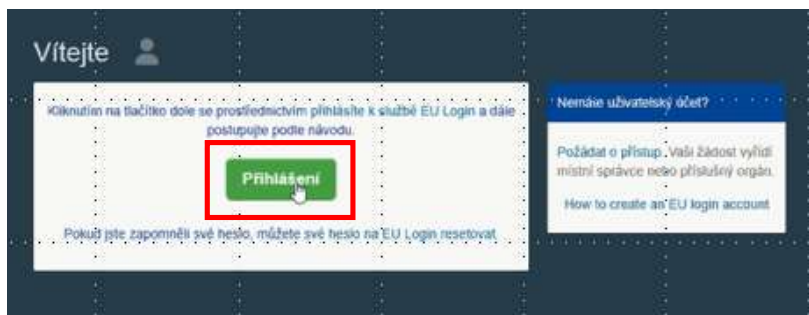 Vítejte
Kliknutím na tlačítko dole se prostřednictvím přihlásíte k službě EU Login a dále
postupujte podle návodu.
Přihlášení
Pokud jste zapomněli své heslo, můžete své heslo na EU Login resetovat
Nemáte uživatelský účet?
Požádat o přístup. Vaši žádost vyřídí
místní správce nebo příslušný orgán.
How to create an EU login account